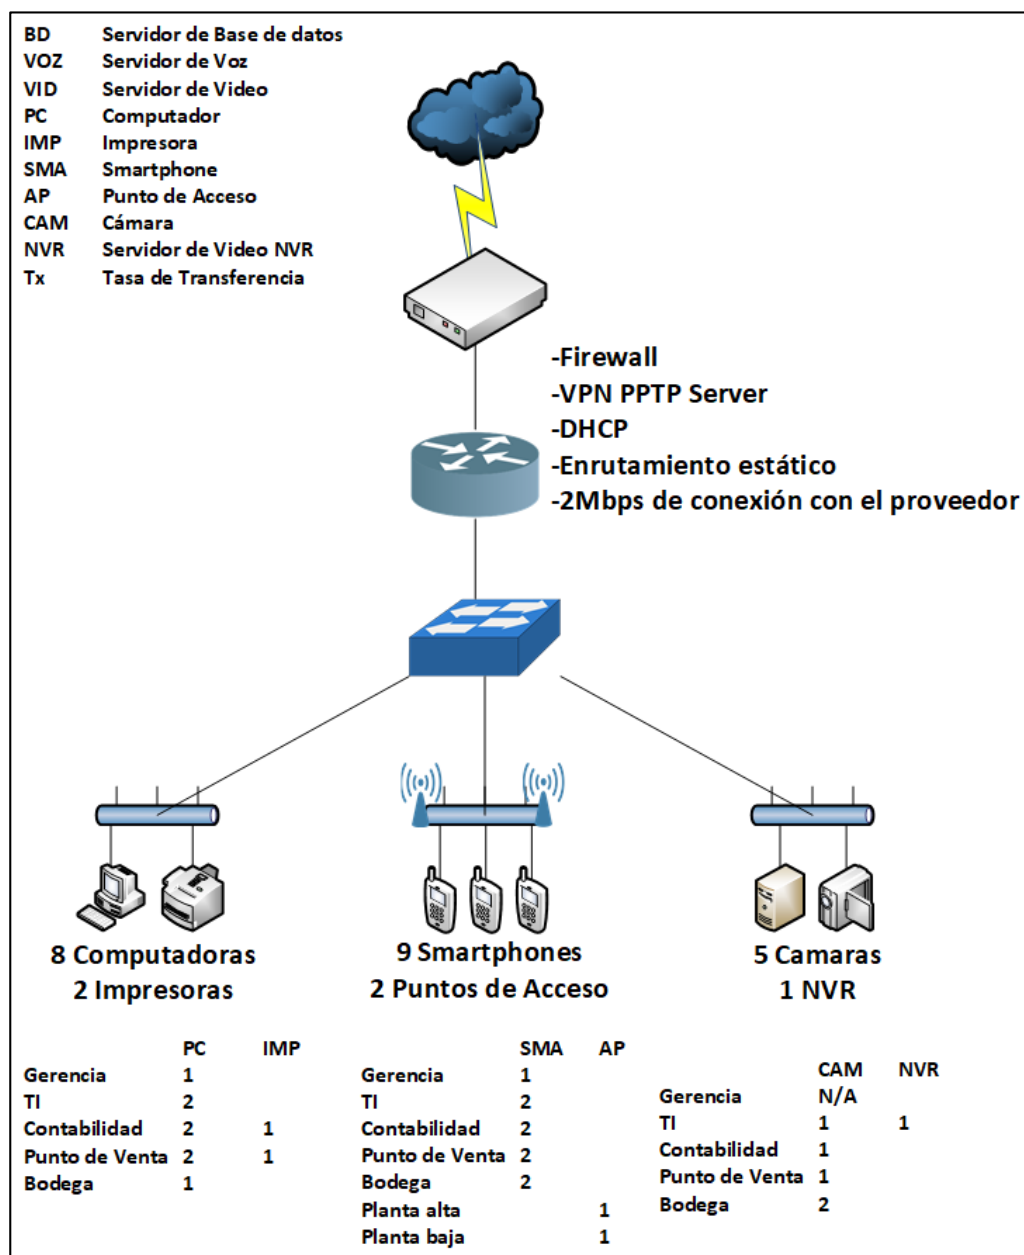 BD Servidor de Base de datos
VOZ Servidor de Voz
VID Servidor de Video
PC Computador
IMP Impresora
SMA Smartphone
AP Punto de Acceso
CAM Cámara
NVR Servidor de Video NVR
Tx Tasa de Transferencia
-Firewall
-VPN PPTP Server
-DHCP
-Enrutamiento estático
-2Mbps de conexión con el proveedor
8 Computadoras
2 Impresoras
9 Smartphones
2 Puntos de Acceso
5 Camaras
1 NVR
PC IMP
Gerencia 1
TI 2
Contabilidad 2 1
Punto de Venta 2 1
Bodega 1
SMA AP
Gerencia 1
TI 2
Contabilidad 2
Punto de Venta 2
Bodega 2
Planta alta 1
Planta baja 1
CAM NVR
Gerencia N/A
TI 1 1
Contabilidad 1
Punto de Venta 1
Bodega 2